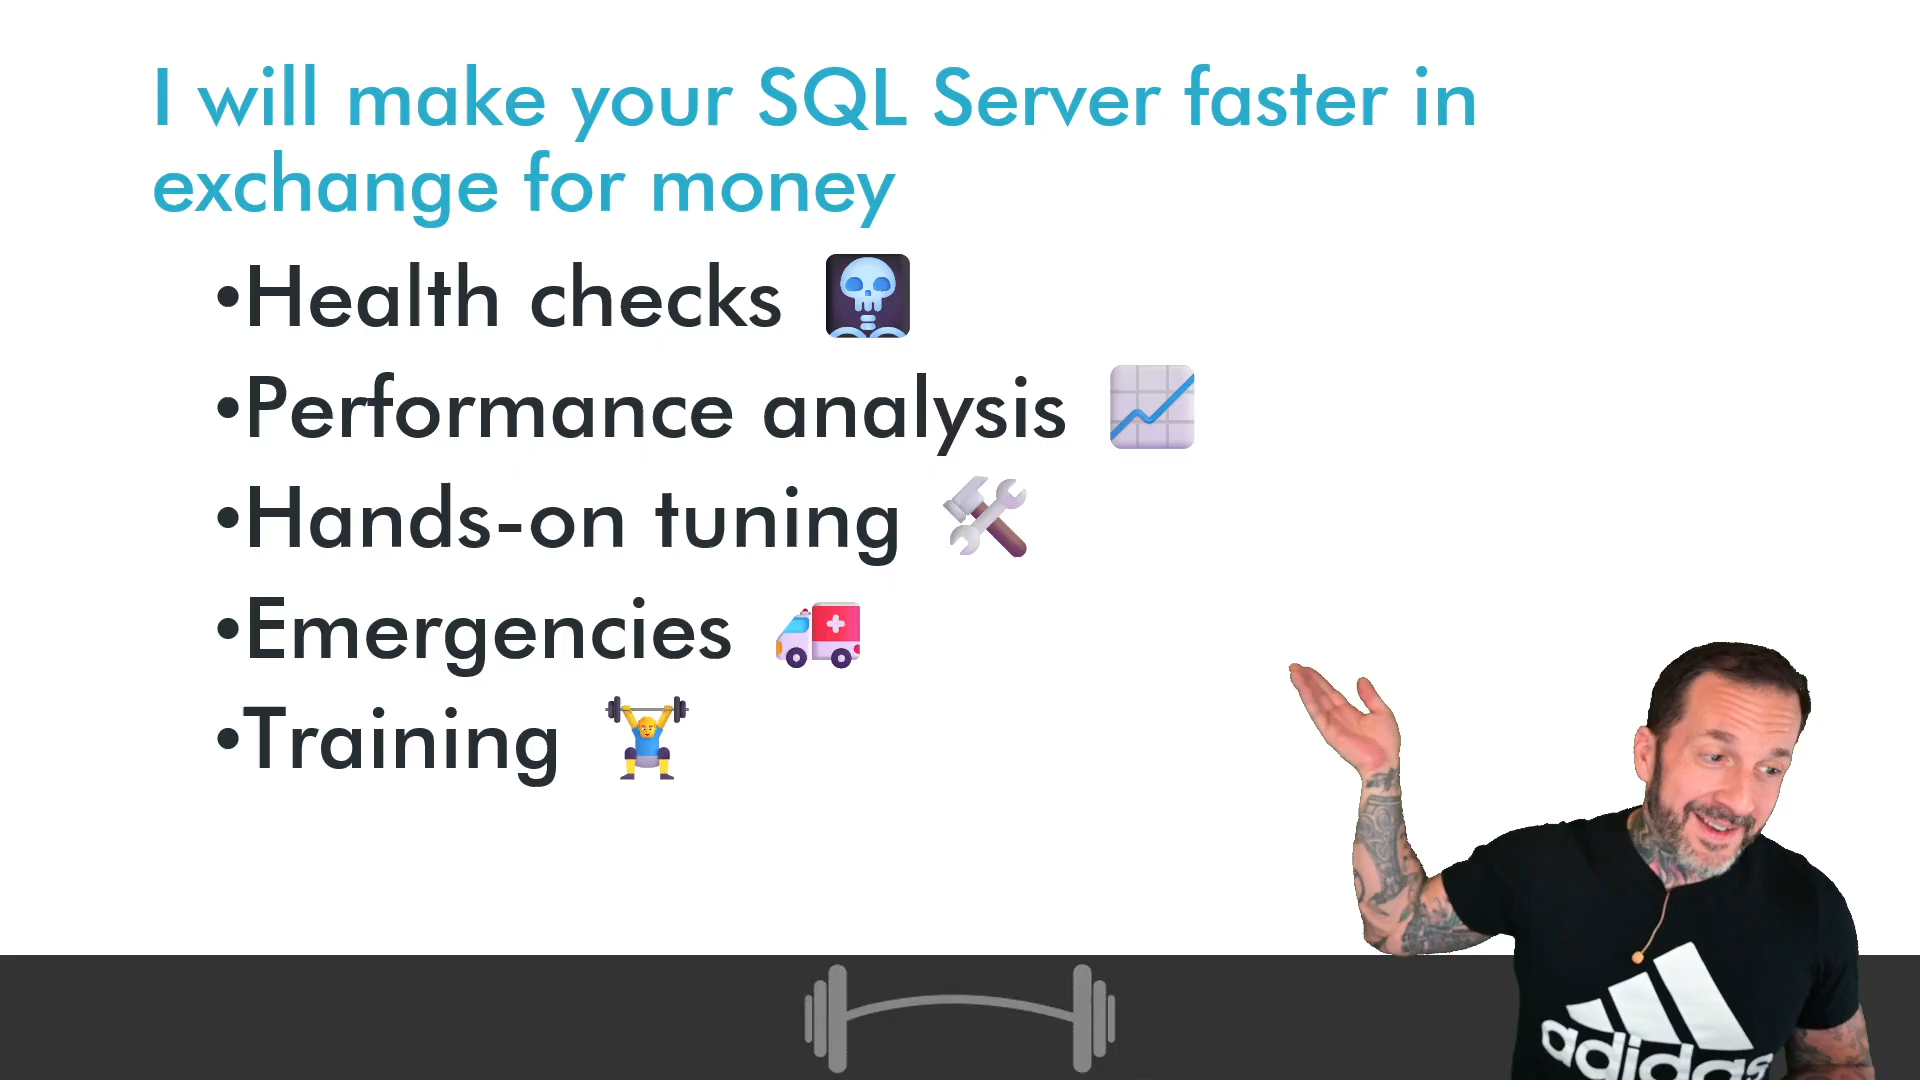 I will make your SQL Server faster in
exchange for money
•Health checks
•Performance analysis
•Hands-on tuning
•Emergencies
•Training
adidas